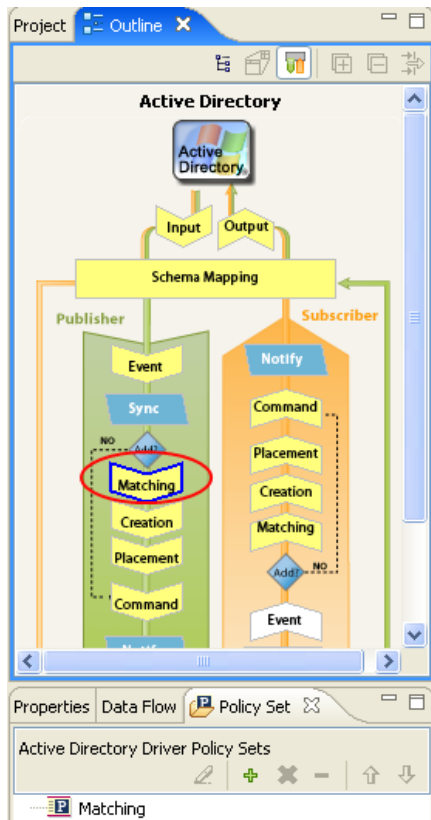 Project Outline
Active Directory
Active
Directory
Input Output
Schema Mapping
Publisher
Subscriber
Event
Notify
Sync
Command
NO
Add?
Placement
Matching
Creation
Creation
Matching
Placement
Add?
NO
Command
Event
Notify
Properties Data Flow Policy Set
Active Directory Driver Policy Sets
Matching